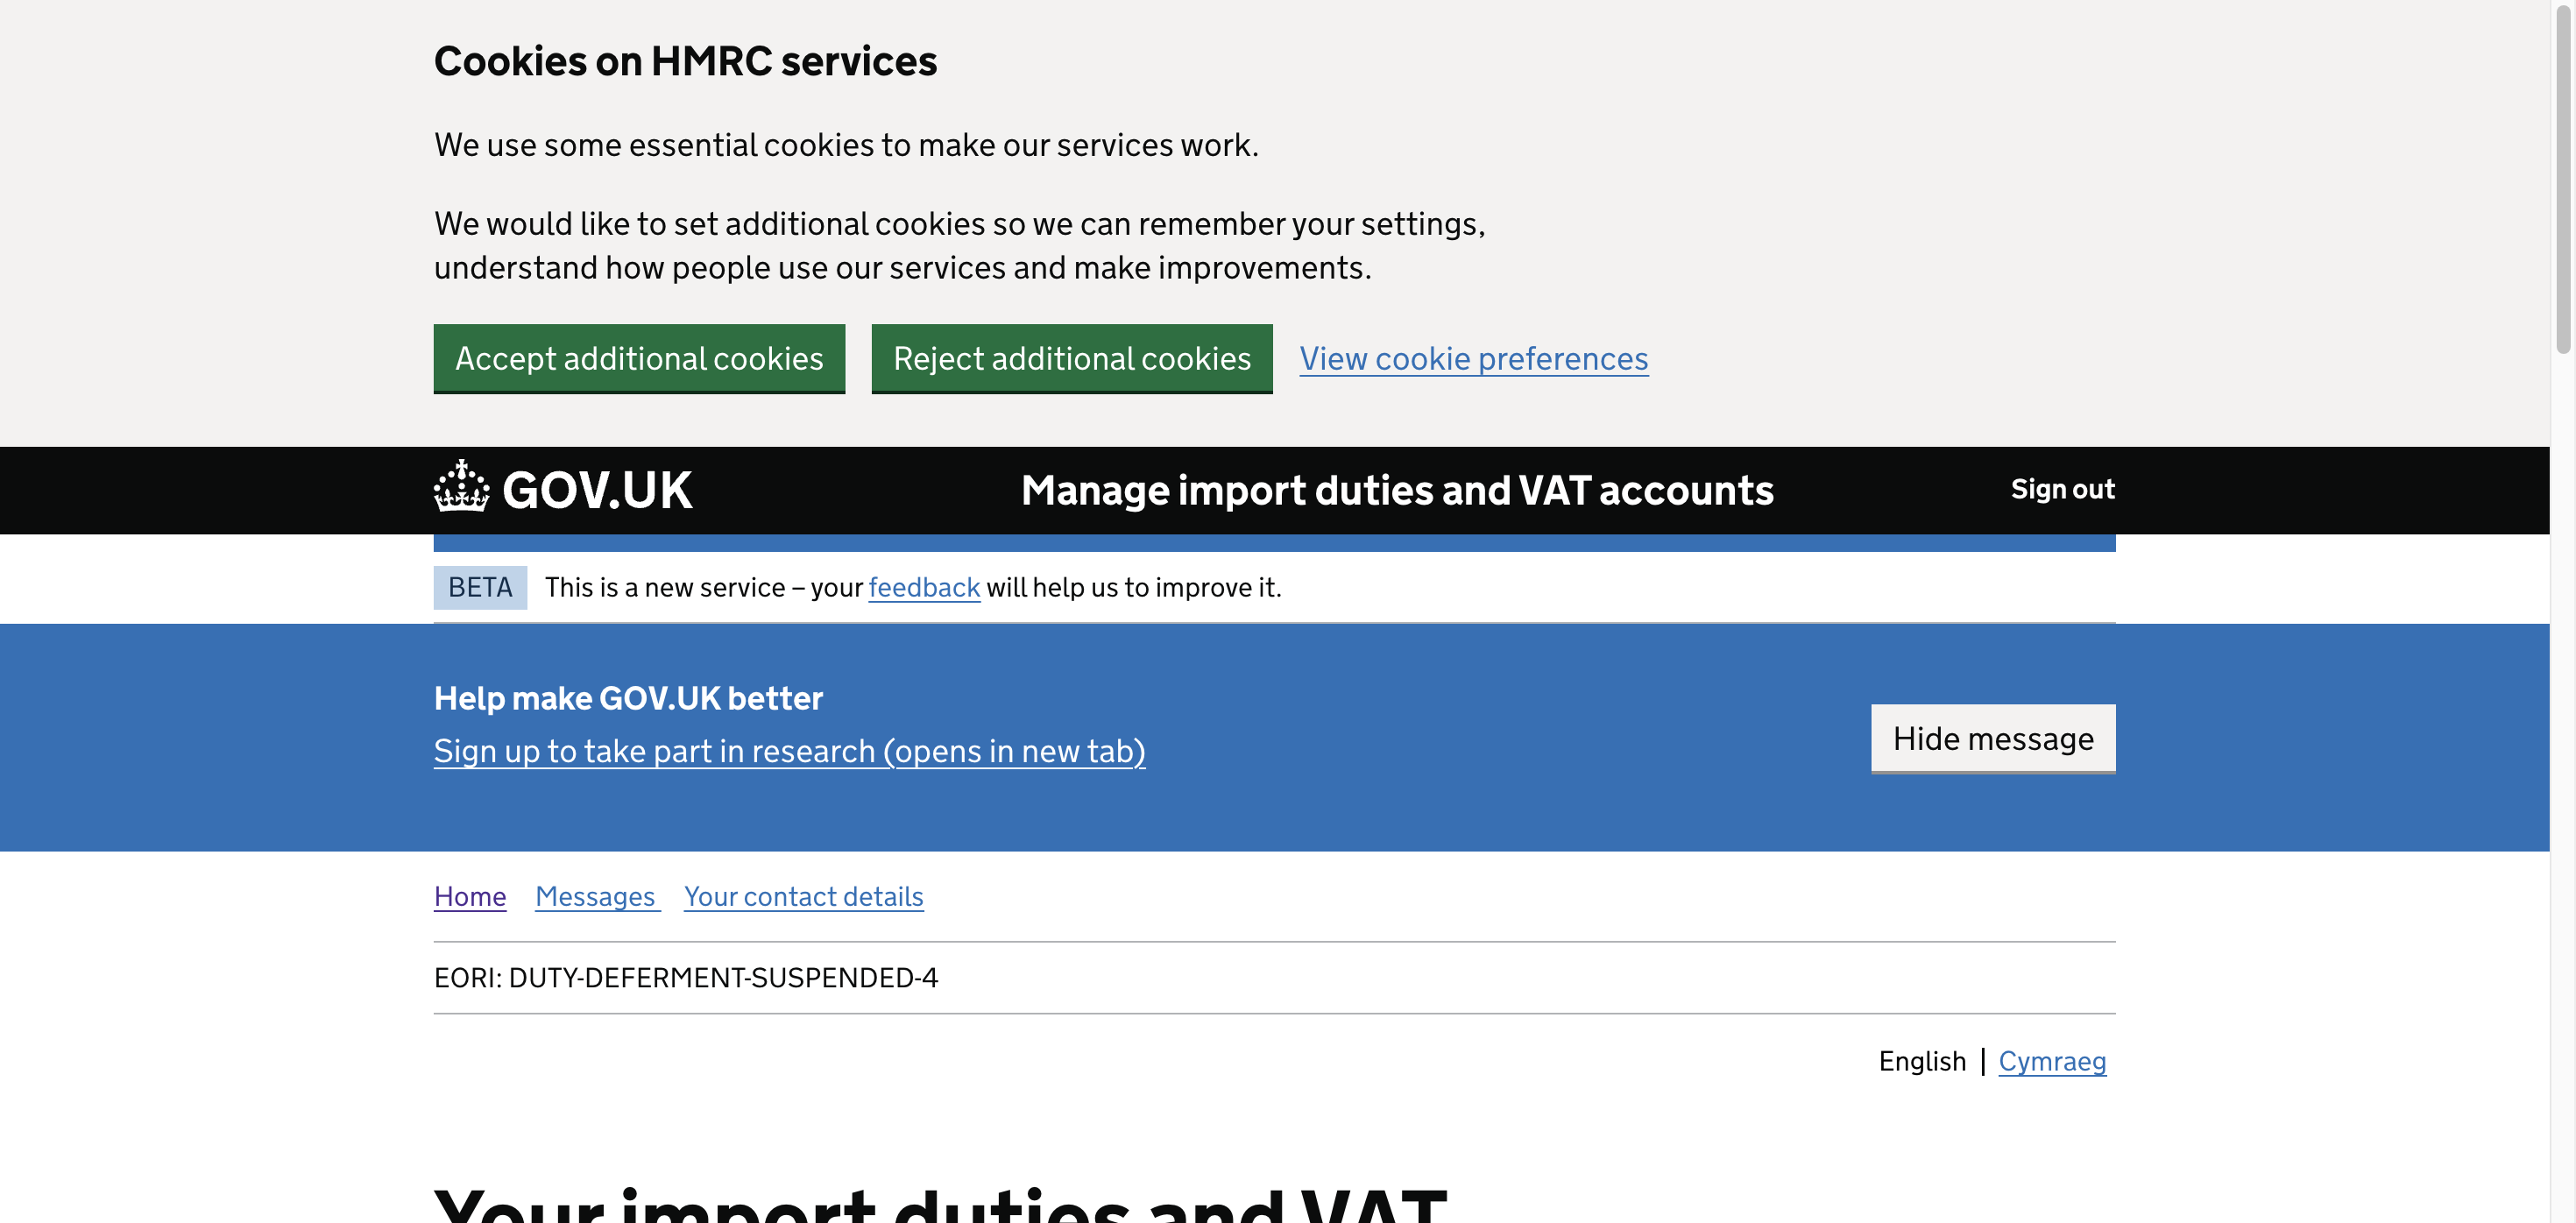 Cookies on HMRC services
We use some essential cookies to make our services work.
We would like to set additional cookies so we can remember your settings,
understand how people use our services and make improvements.
Accept additional cookies Reject additional cookies View cookie preferences
GOV.UK Manage import duties and VAT accounts Sign out
BETA This is a new service – your feedback will help us to improve it.
Help make GOV.UK better
Sign up to take part in research (opens in new tab)
Hide message
Home Messages Your contact details
EORI: DUTY-DEFERMENT-SUSPENDED-4
English | Cymraeg
Your import duties and VAT